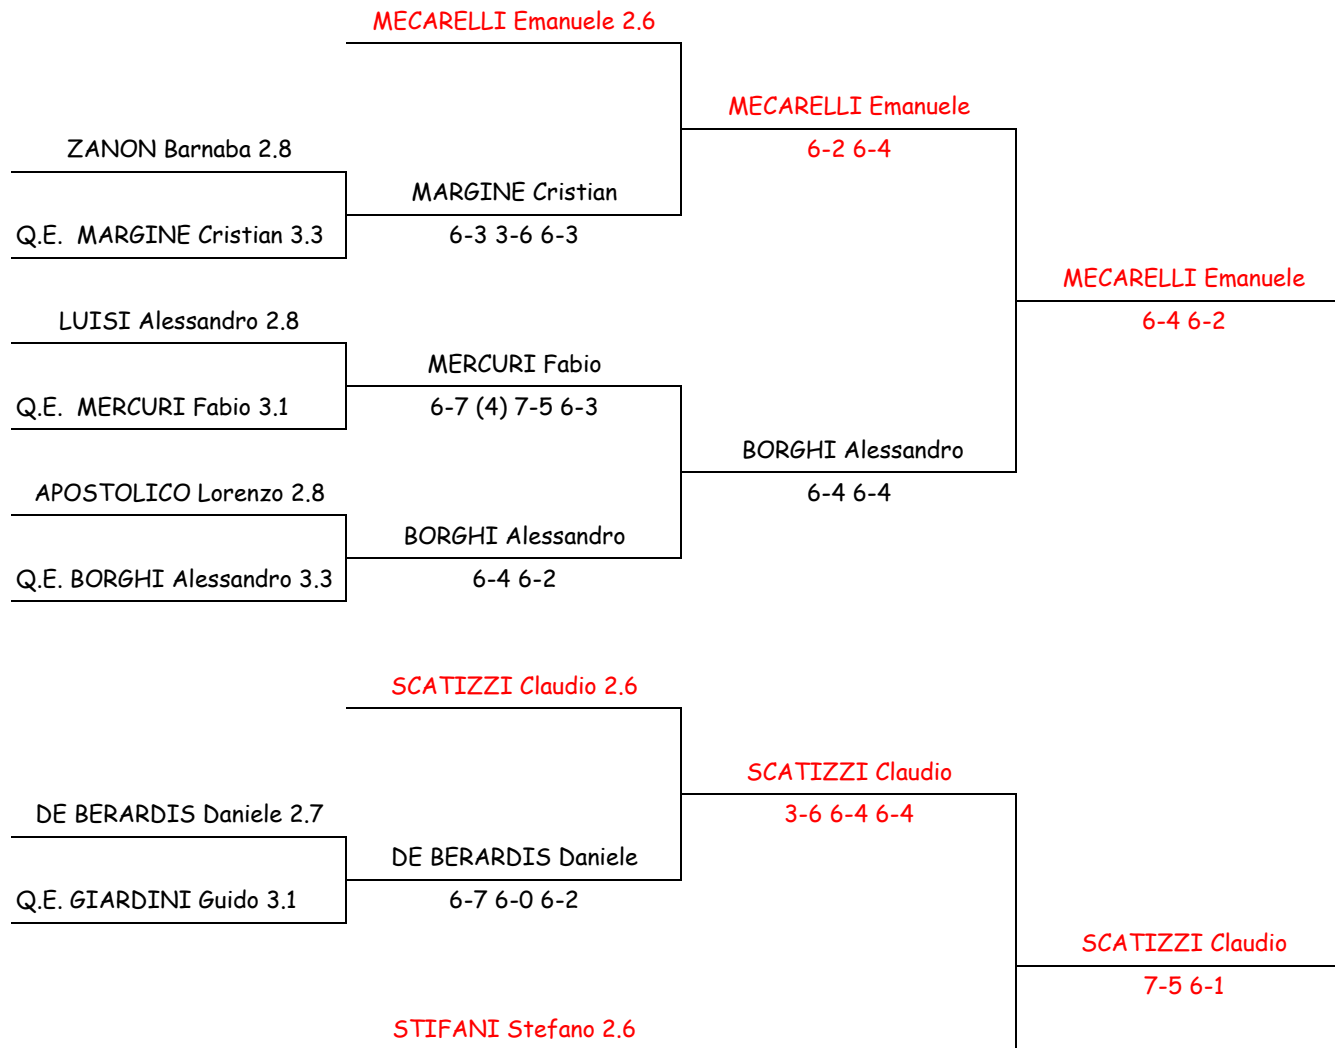 MECARELLI Emanuele 2.6
MECARELLI Emanuele
6-2 6-4
ZANON Barnaba 2.8
MARGINE Cristian
Q.E. MARGINE Cristian 3.3
6-3 3-6 6-3
MECARELLI Emanuele
6-4 6-2
LUISI Alessandro 2.8
MERCURI Fabio
Q.E. MERCURI Fabio 3.1
6-7 (4) 7-5 6-3
BORGHI Alessandro
6-4 6-4
APOSTOLICO Lorenzo 2.8
BORGHI Alessandro
Q.E. BORGHI Alessandro 3.3
6-4 6-2
SCATIZZI Claudio 2.6
SCATIZZI Claudio
3-6 6-4 6-4
DE BERARDIS Daniele 2.7
DE BERARDIS Daniele
Q.E. GIARDINI Guido 3.1
6-7 6-0 6-2
SCATIZZI Claudio
7-5 6-1
STIFANI Stefano 2.6